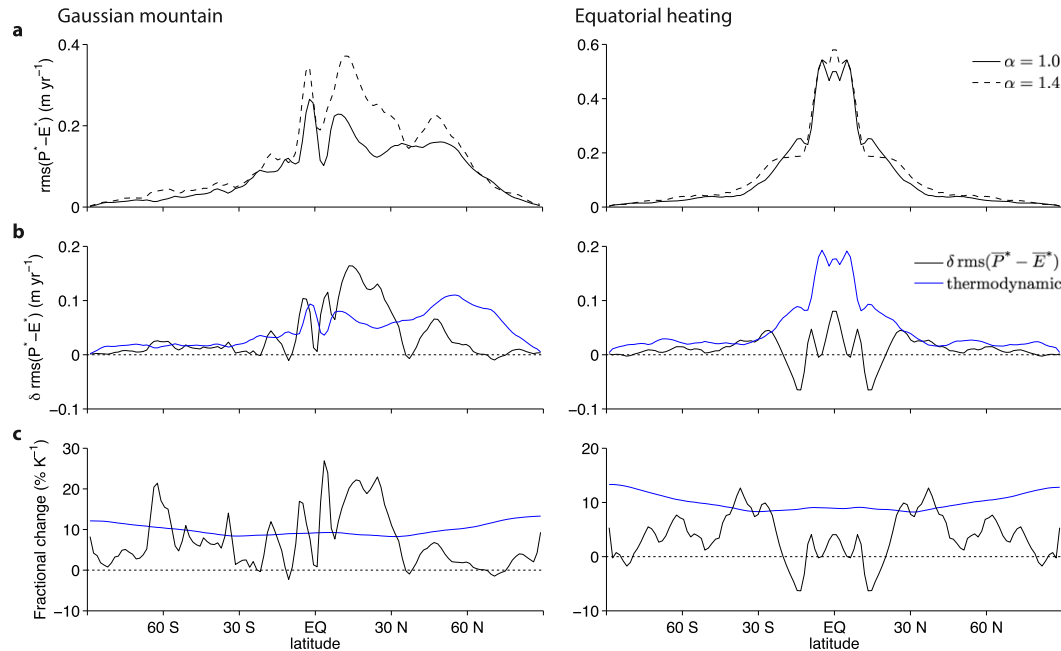 Gaussian mountain
Equatorial heating
a
rms(P*−E*) (m yr−1)
0.4
0.2
0
0.6
0.4
0.2
0
α = 1.0
α = 1.4
b
δ rms(P*−E*) (m yr−1)
0.2
0.1
0
−0.1
0.2
0.1
0
−0.1
δ rms(P̅* − E̅*)
thermodynamic
c
Fractional change (% K−1)
30
20
10
0
−10
30
20
10
0
−10
60 S 30 S EQ 30 N 60 N
latitude
60 S 30 S EQ 30 N 60 N
latitude